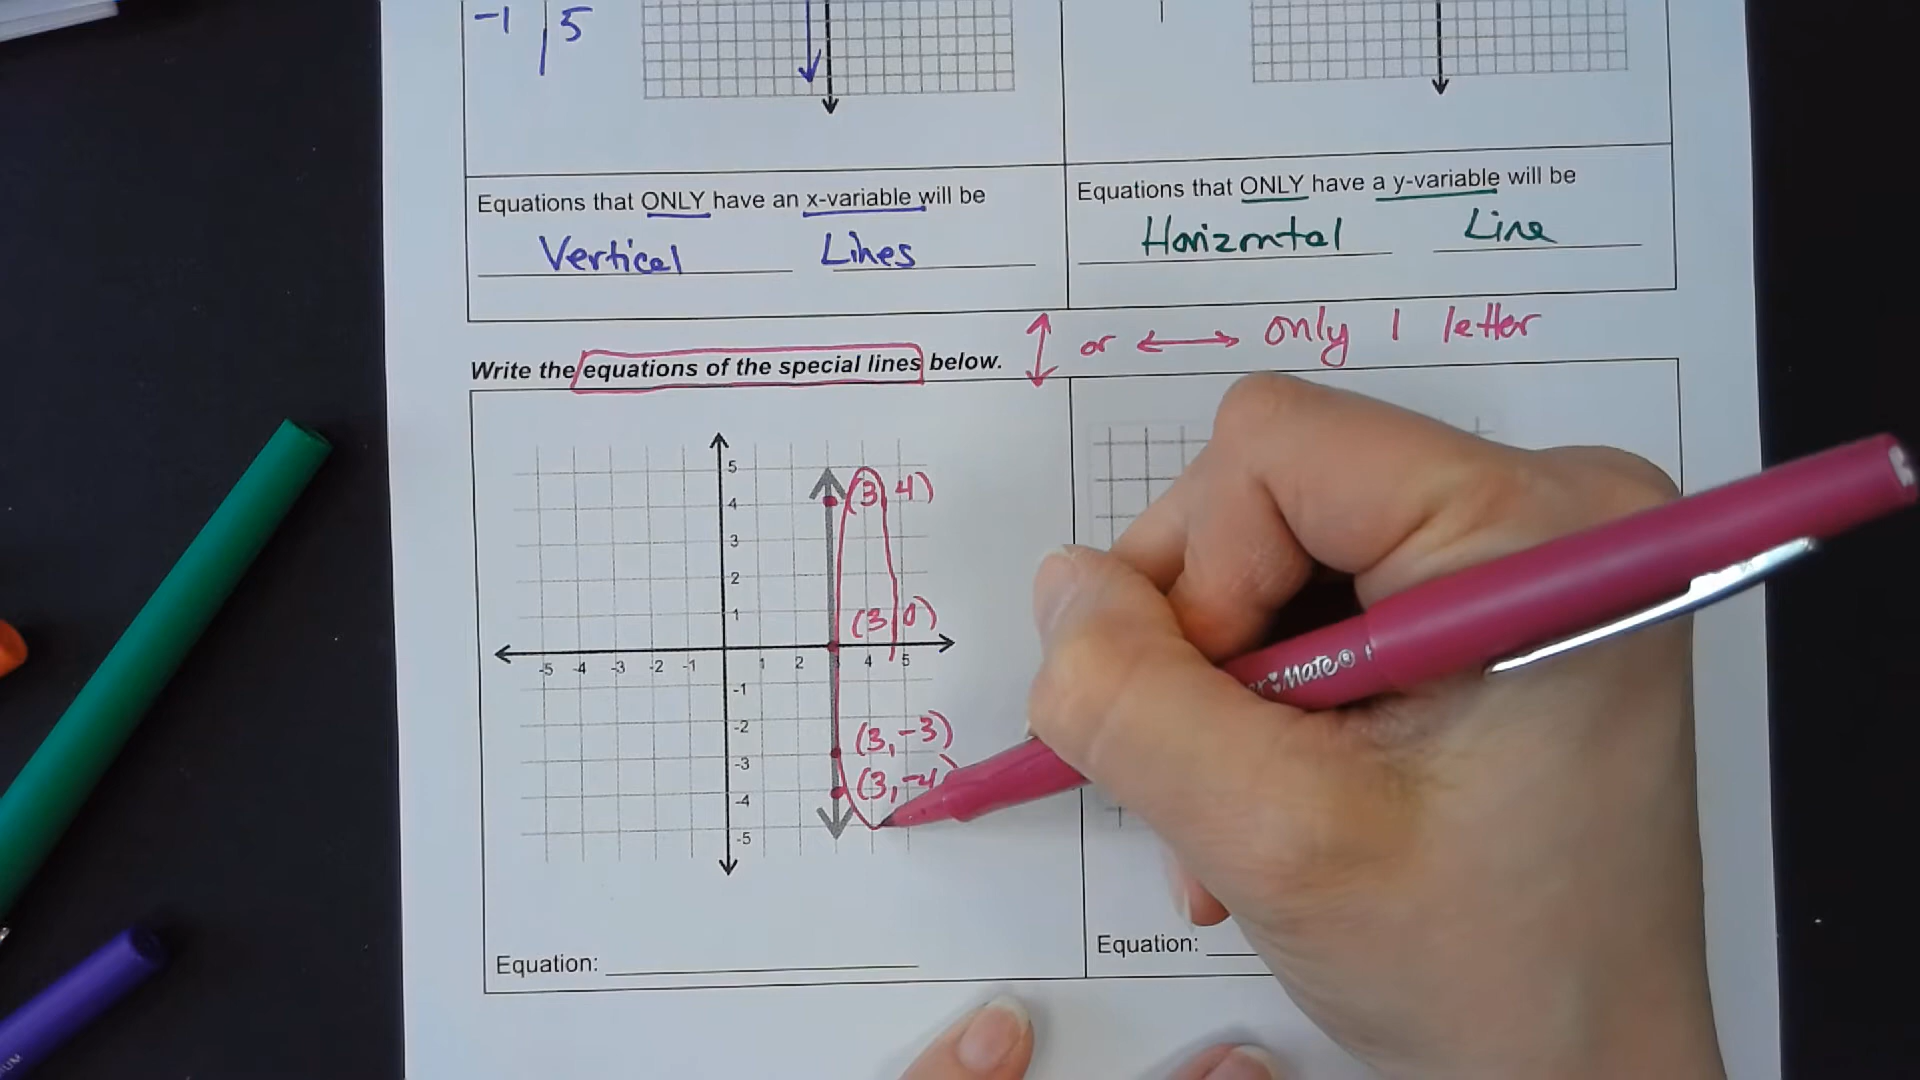 -1 | 5
Equations that ONLY have an x-variable will be
Vertical Lines
Equations that ONLY have a y-variable will be
Horizontal Line
or only 1 letter
Write the equations of the special lines below.
5
(3, 4)
4
3
2
1
(3, 0)
-5 -4 -3 -2 -1 1 2 4 5
-1
-2
(3, -3)
-3
(3, -4)
-4
-5
Equation:
Equation:
Mate®